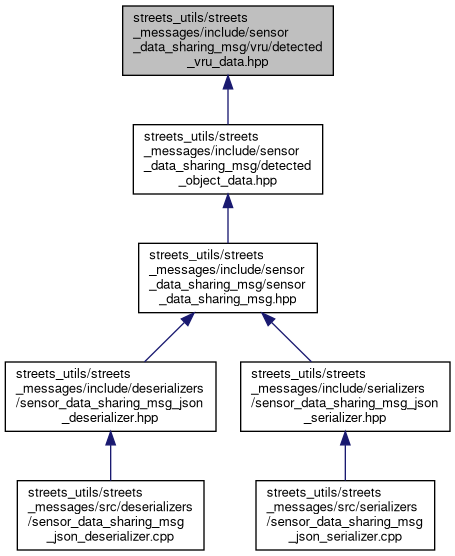 streets_utils/streets
_messages/include/sensor
_data_sharing_msg/vru/detected
_vru_data.hpp
streets_utils/streets
_messages/include/sensor
_data_sharing_msg/detected
_object_data.hpp
streets_utils/streets
_messages/include/sensor
_data_sharing_msg/sensor
_data_sharing_msg.hpp
streets_utils/streets
_messages/include/deserializers
/sensor_data_sharing_msg_json
_deserializer.hpp
streets_utils/streets
_messages/include/serializers
/sensor_data_sharing_msg_json
_serializer.hpp
streets_utils/streets
_messages/src/deserializers
/sensor_data_sharing_msg
_json_deserializer.cpp
streets_utils/streets
_messages/src/serializers
/sensor_data_sharing_msg
_json_serializer.cpp